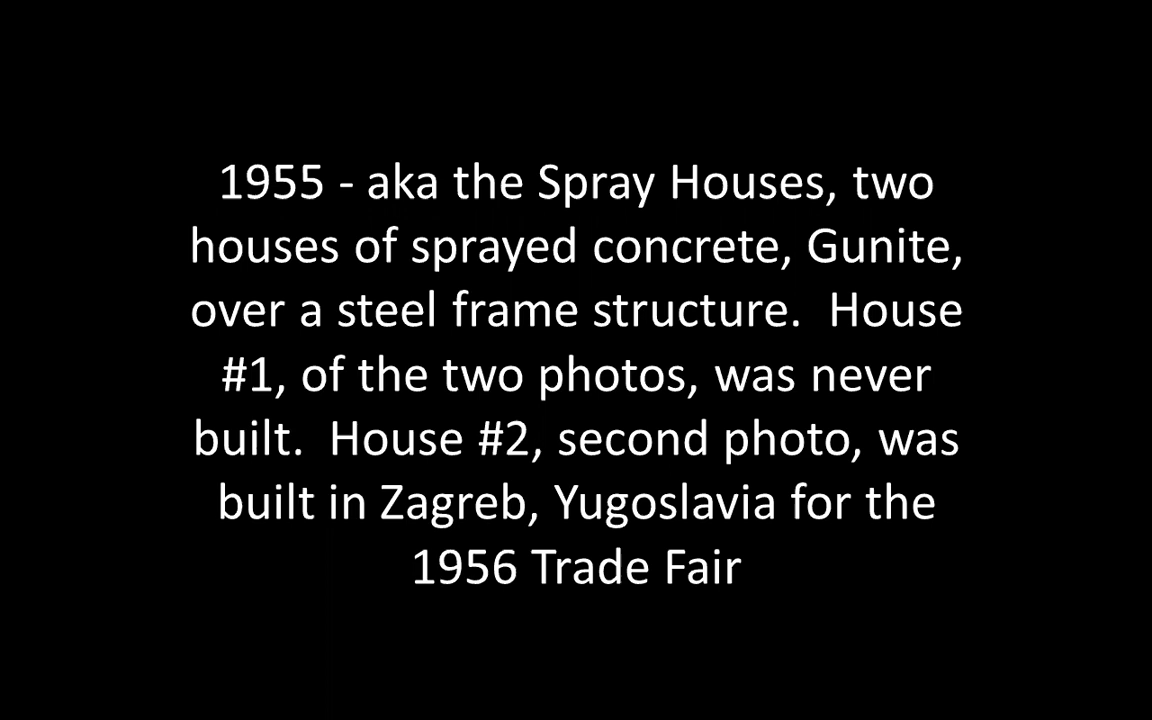 1955 - aka the Spray Houses, two
houses of sprayed concrete, Gunite,
over a steel frame structure.  House
#1, of the two photos, was never
built.  House #2, second photo, was
built in Zagreb, Yugoslavia for the
1956 Trade Fair